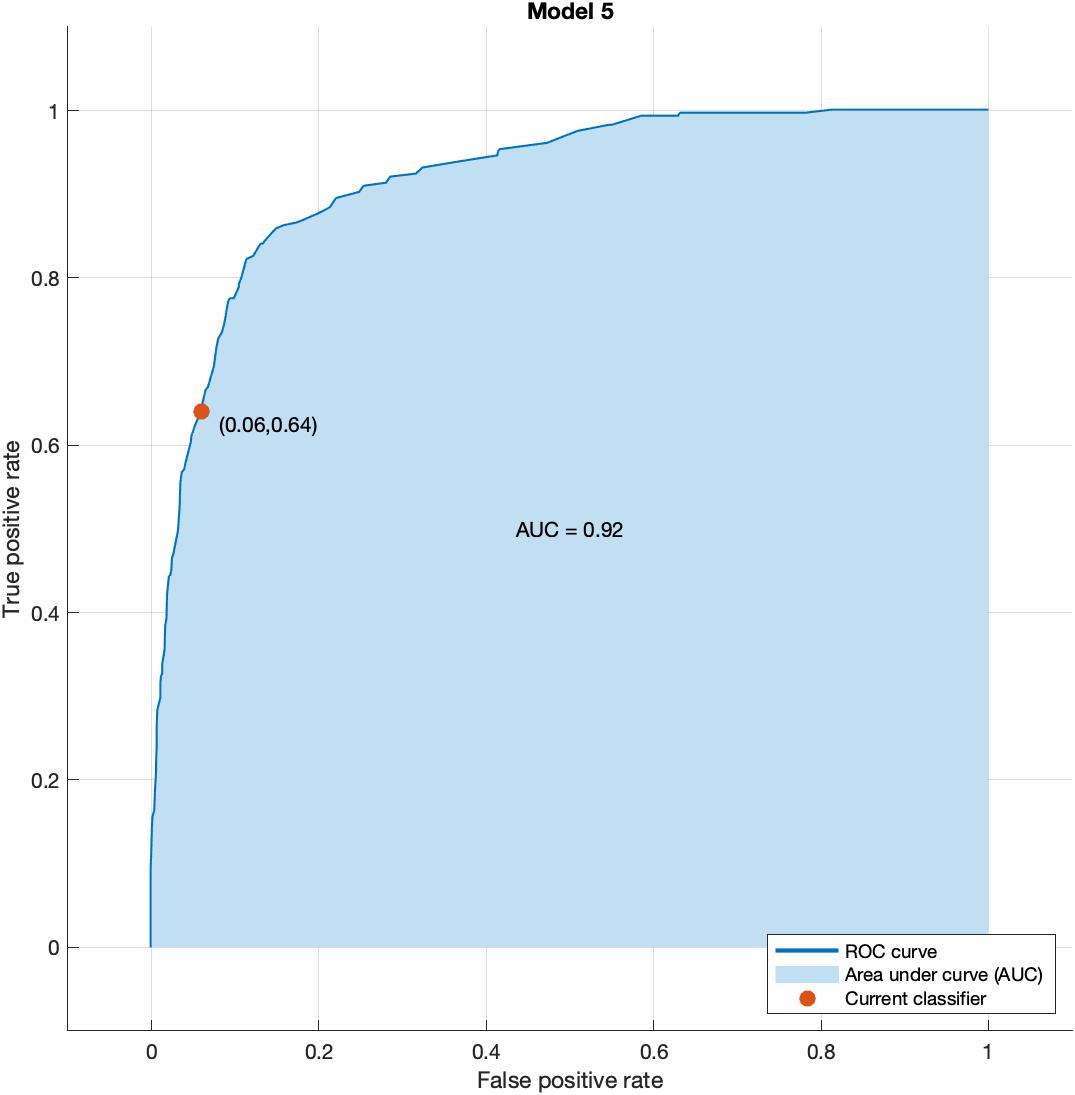 Model 5
1
0.8
0.6
0.4
0.2
0
True positive rate
(0.06,0.64)
AUC = 0.92
ROC curve
Area under curve (AUC)
Current classifier
0 0.2 0.4 0.6 0.8 1
False positive rate